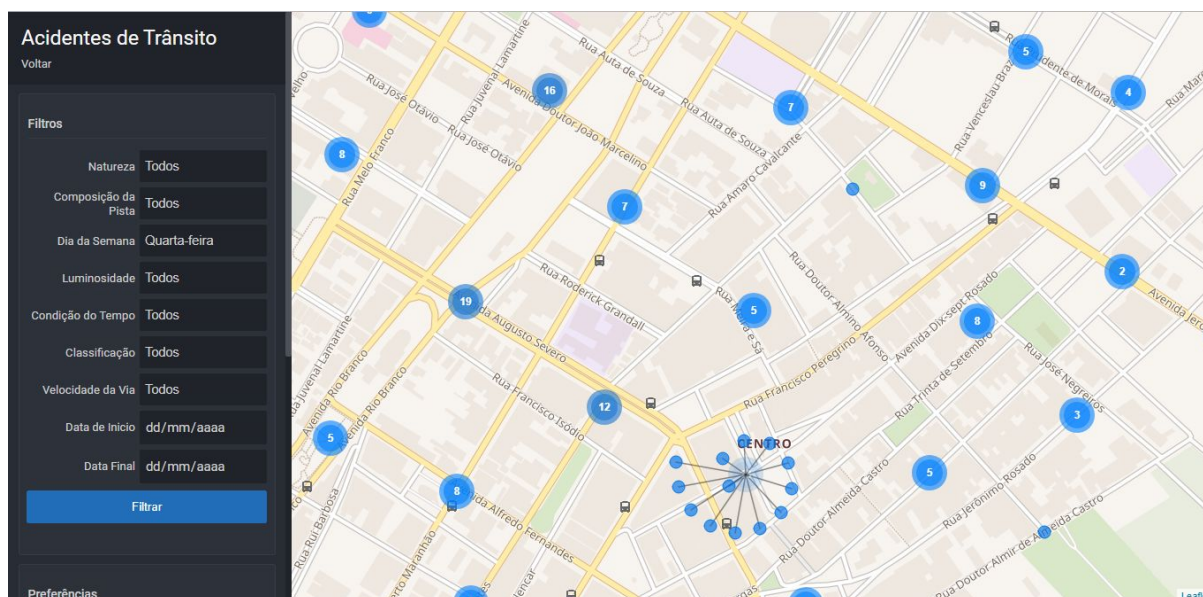 Acidentes de Trânsito
Voltar
Filtros
Natureza Todos
Composição da
Pista Todos
Dia da Semana Quarta-feira
Luminosidade Todos
Condição do Tempo Todos
Classificação Todos
Velocidade da Via Todos
Data de Inicio dd/mm/aaaa
Data Final dd/mm/aaaa
Filtrar
Preferências
Rua José Otávio
Rua José Otávio
Rua Juvenal Lamartine
16
Avenida Doutor João Marcelino
Rua Auta de Souza
Rua Auta de Souza
7
5
4
Rua Venceslau Braz
8
Rua Melo Franco
7
Rua Amaro Cavalcante
9
2
19
Rua Roderick Grandall
5
Rua Doutor Almino Afonso
Avenida Dix-sept Rosado
8
Rua José Negreiros
Rua Francisco Peregrino
Rua Trinta de Setembro
Avenida Rio Branco
Avenida Rio Branco
Rua Francisco Isódio
12
3
5
CENTRO
5
8
Avenida Alfredo Fernandes
Rua Rui Barbosa
Rua Doutor Almeida Castro
Rua Doutor Almeida Castro
Rua Jerônimo Rosado
Rua Doutor Almir de Almeida Castro